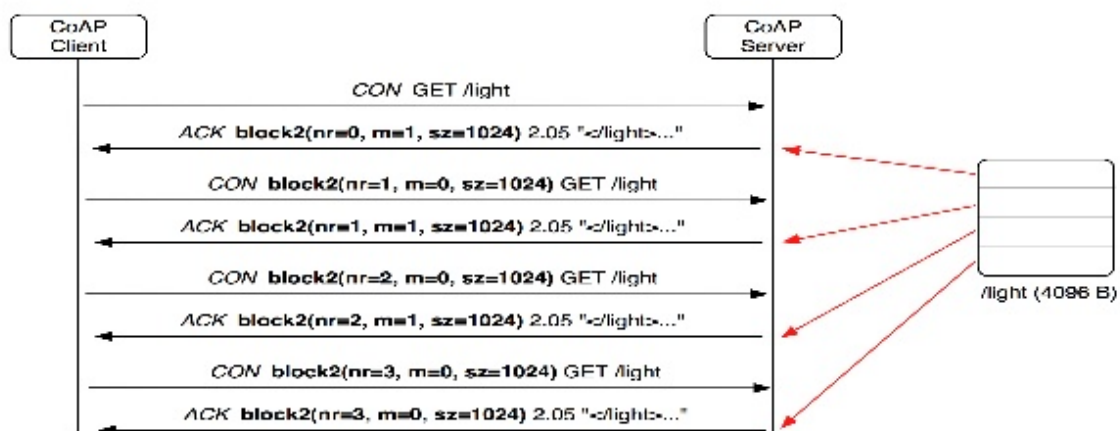 CoAP
Client
CoAP
Server
CON GET /light
ACK block2(nr=0, m=1, sz=1024) 2.05 "</light>..."
CON block2(nr=1, m=0, sz=1024) GET /light
ACK block2(nr=1, m=1, sz=1024) 2.05 "</light>..."
CON block2(nr=2, m=0, sz=1024) GET /light
ACK block2(nr=2, m=1, sz=1024) 2.05 "</light>..."
/light (4096 B)
CON block2(nr=3, m=0, sz=1024) GET /light
ACK block2(nr=3, m=0, sz=1024) 2.05 "</light>..."